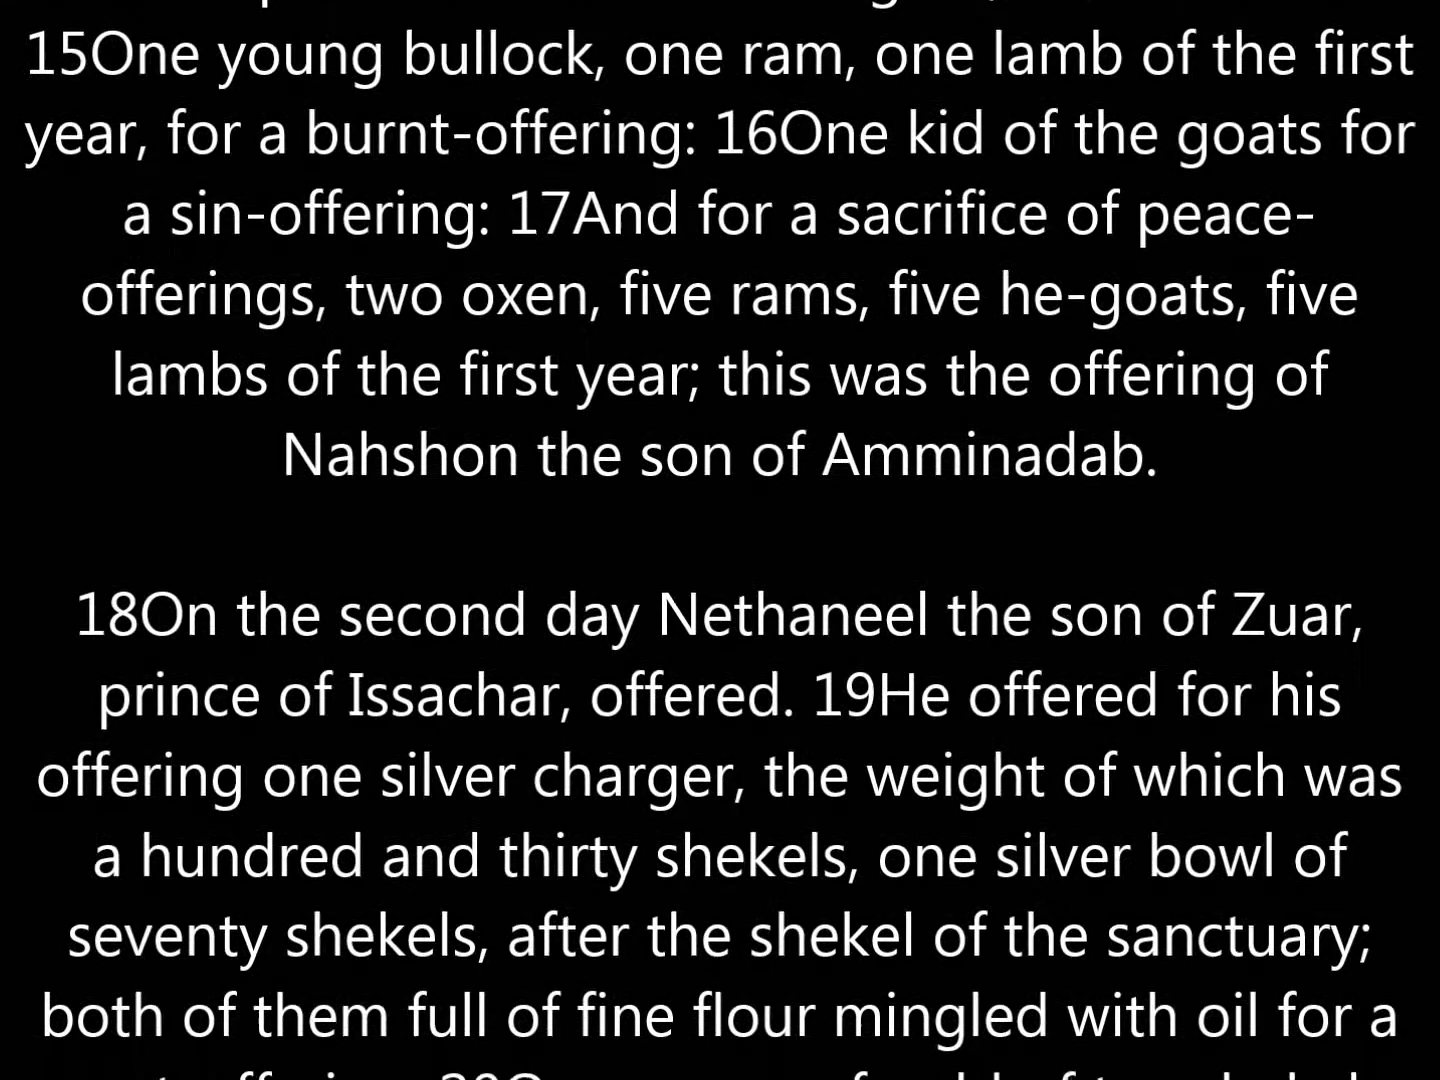 15One young bullock, one ram, one lamb of the first
year, for a burnt-offering: 16One kid of the goats for
a sin-offering: 17And for a sacrifice of peace-
offerings, two oxen, five rams, five he-goats, five
lambs of the first year; this was the offering of
Nahshon the son of Amminadab.
18On the second day Nethaneel the son of Zuar,
prince of Issachar, offered. 19He offered for his
offering one silver charger, the weight of which was
a hundred and thirty shekels, one silver bowl of
seventy shekels, after the shekel of the sanctuary;
both of them full of fine flour mingled with oil for a